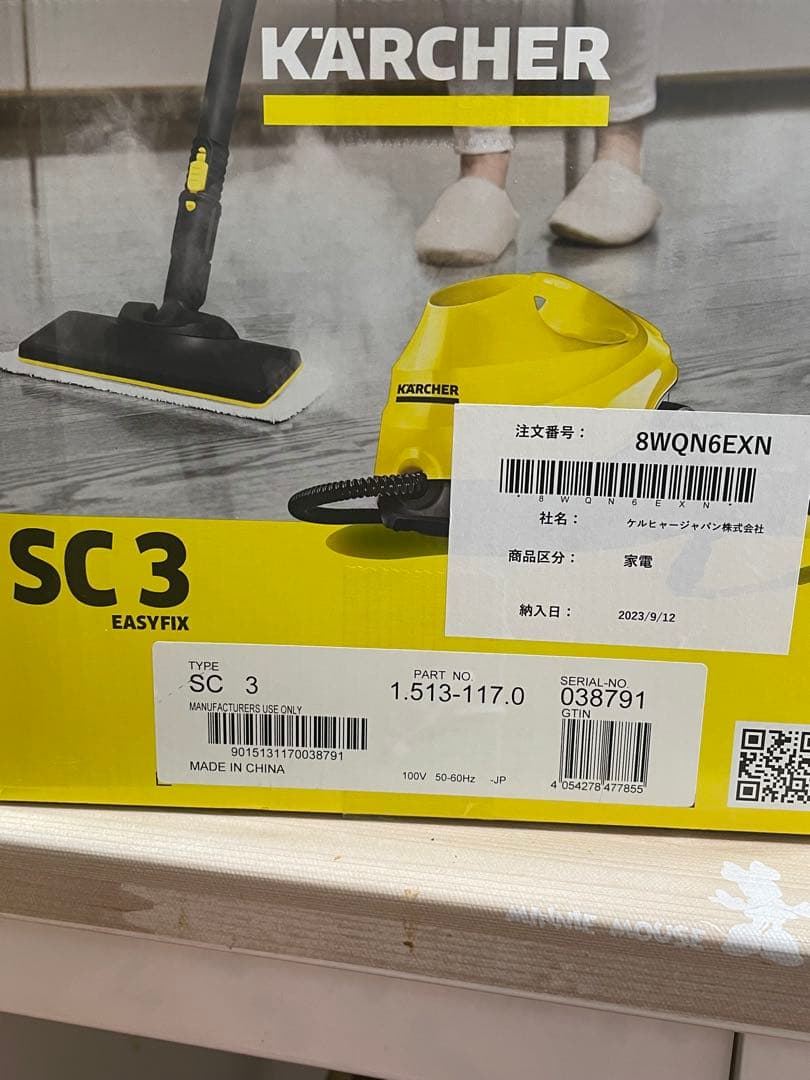 KÄRCHER
KÄRCHER
注文番号： 8WQN6EXN
* 8 W Q N 6 E X N *
社名： ケルヒャージャパン株式会社
商品区分： 家電
納入日： 2023/9/12
SC 3
EASYFIX
TYPE
SC 3
MANUFACTURERS USE ONLY
9015131170038791
MADE IN CHINA
PART NO.
1.513-117.0
100V 50-60Hz -JP
SERIAL-NO.
038791
GTIN
4 054278 477855
MINNIE MOUSE